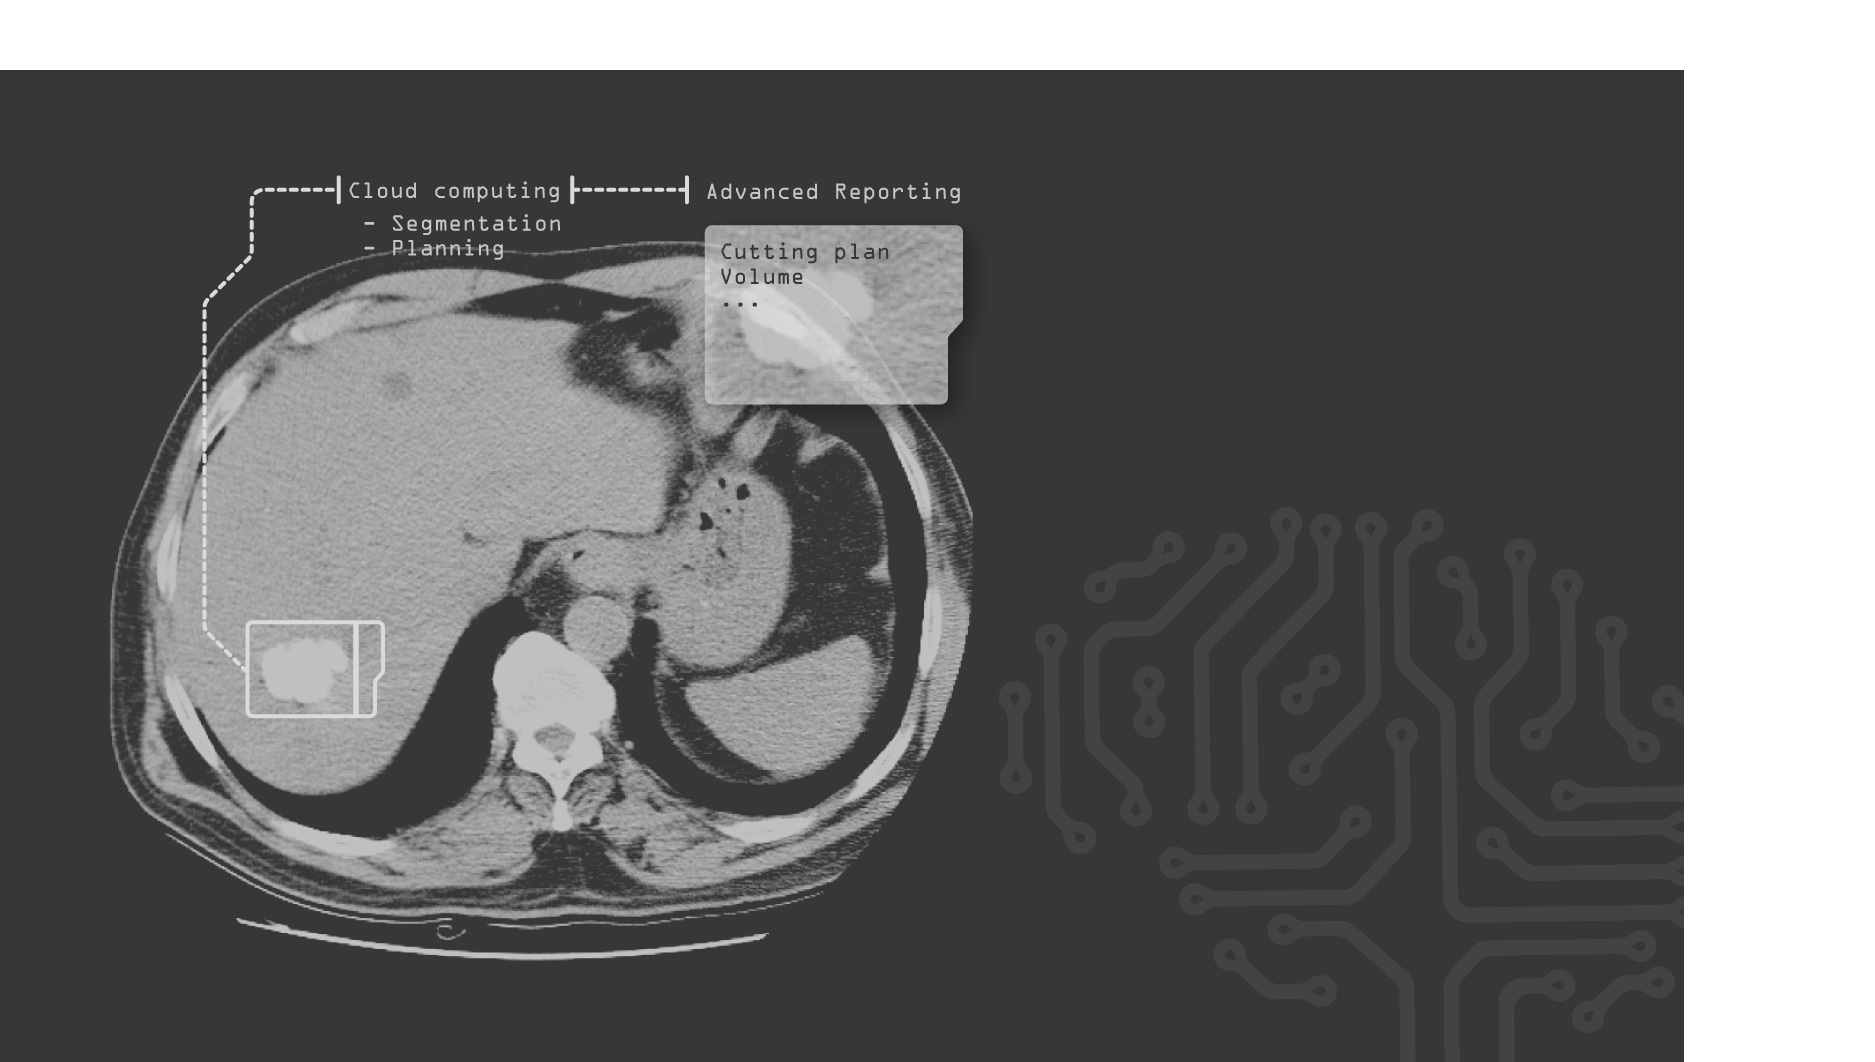 Cloud computing
- Segmentation
- Planning
Advanced Reporting
Cutting plan
Volume
...